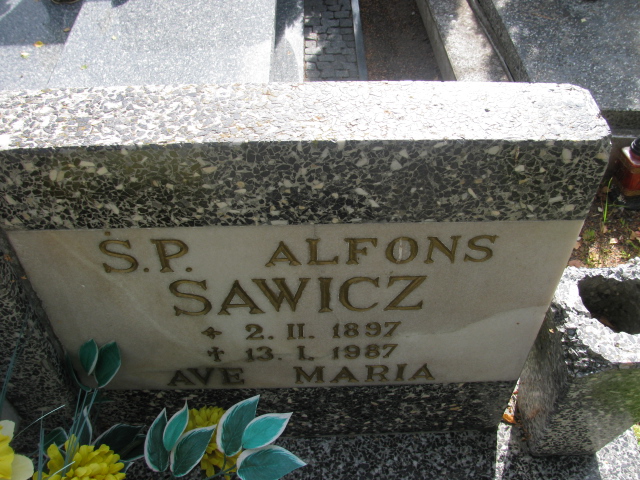 Ś.P. ALFONS
SAWICZ
* 2. II. 1897
† 13. I. 1987
AVE MARIA